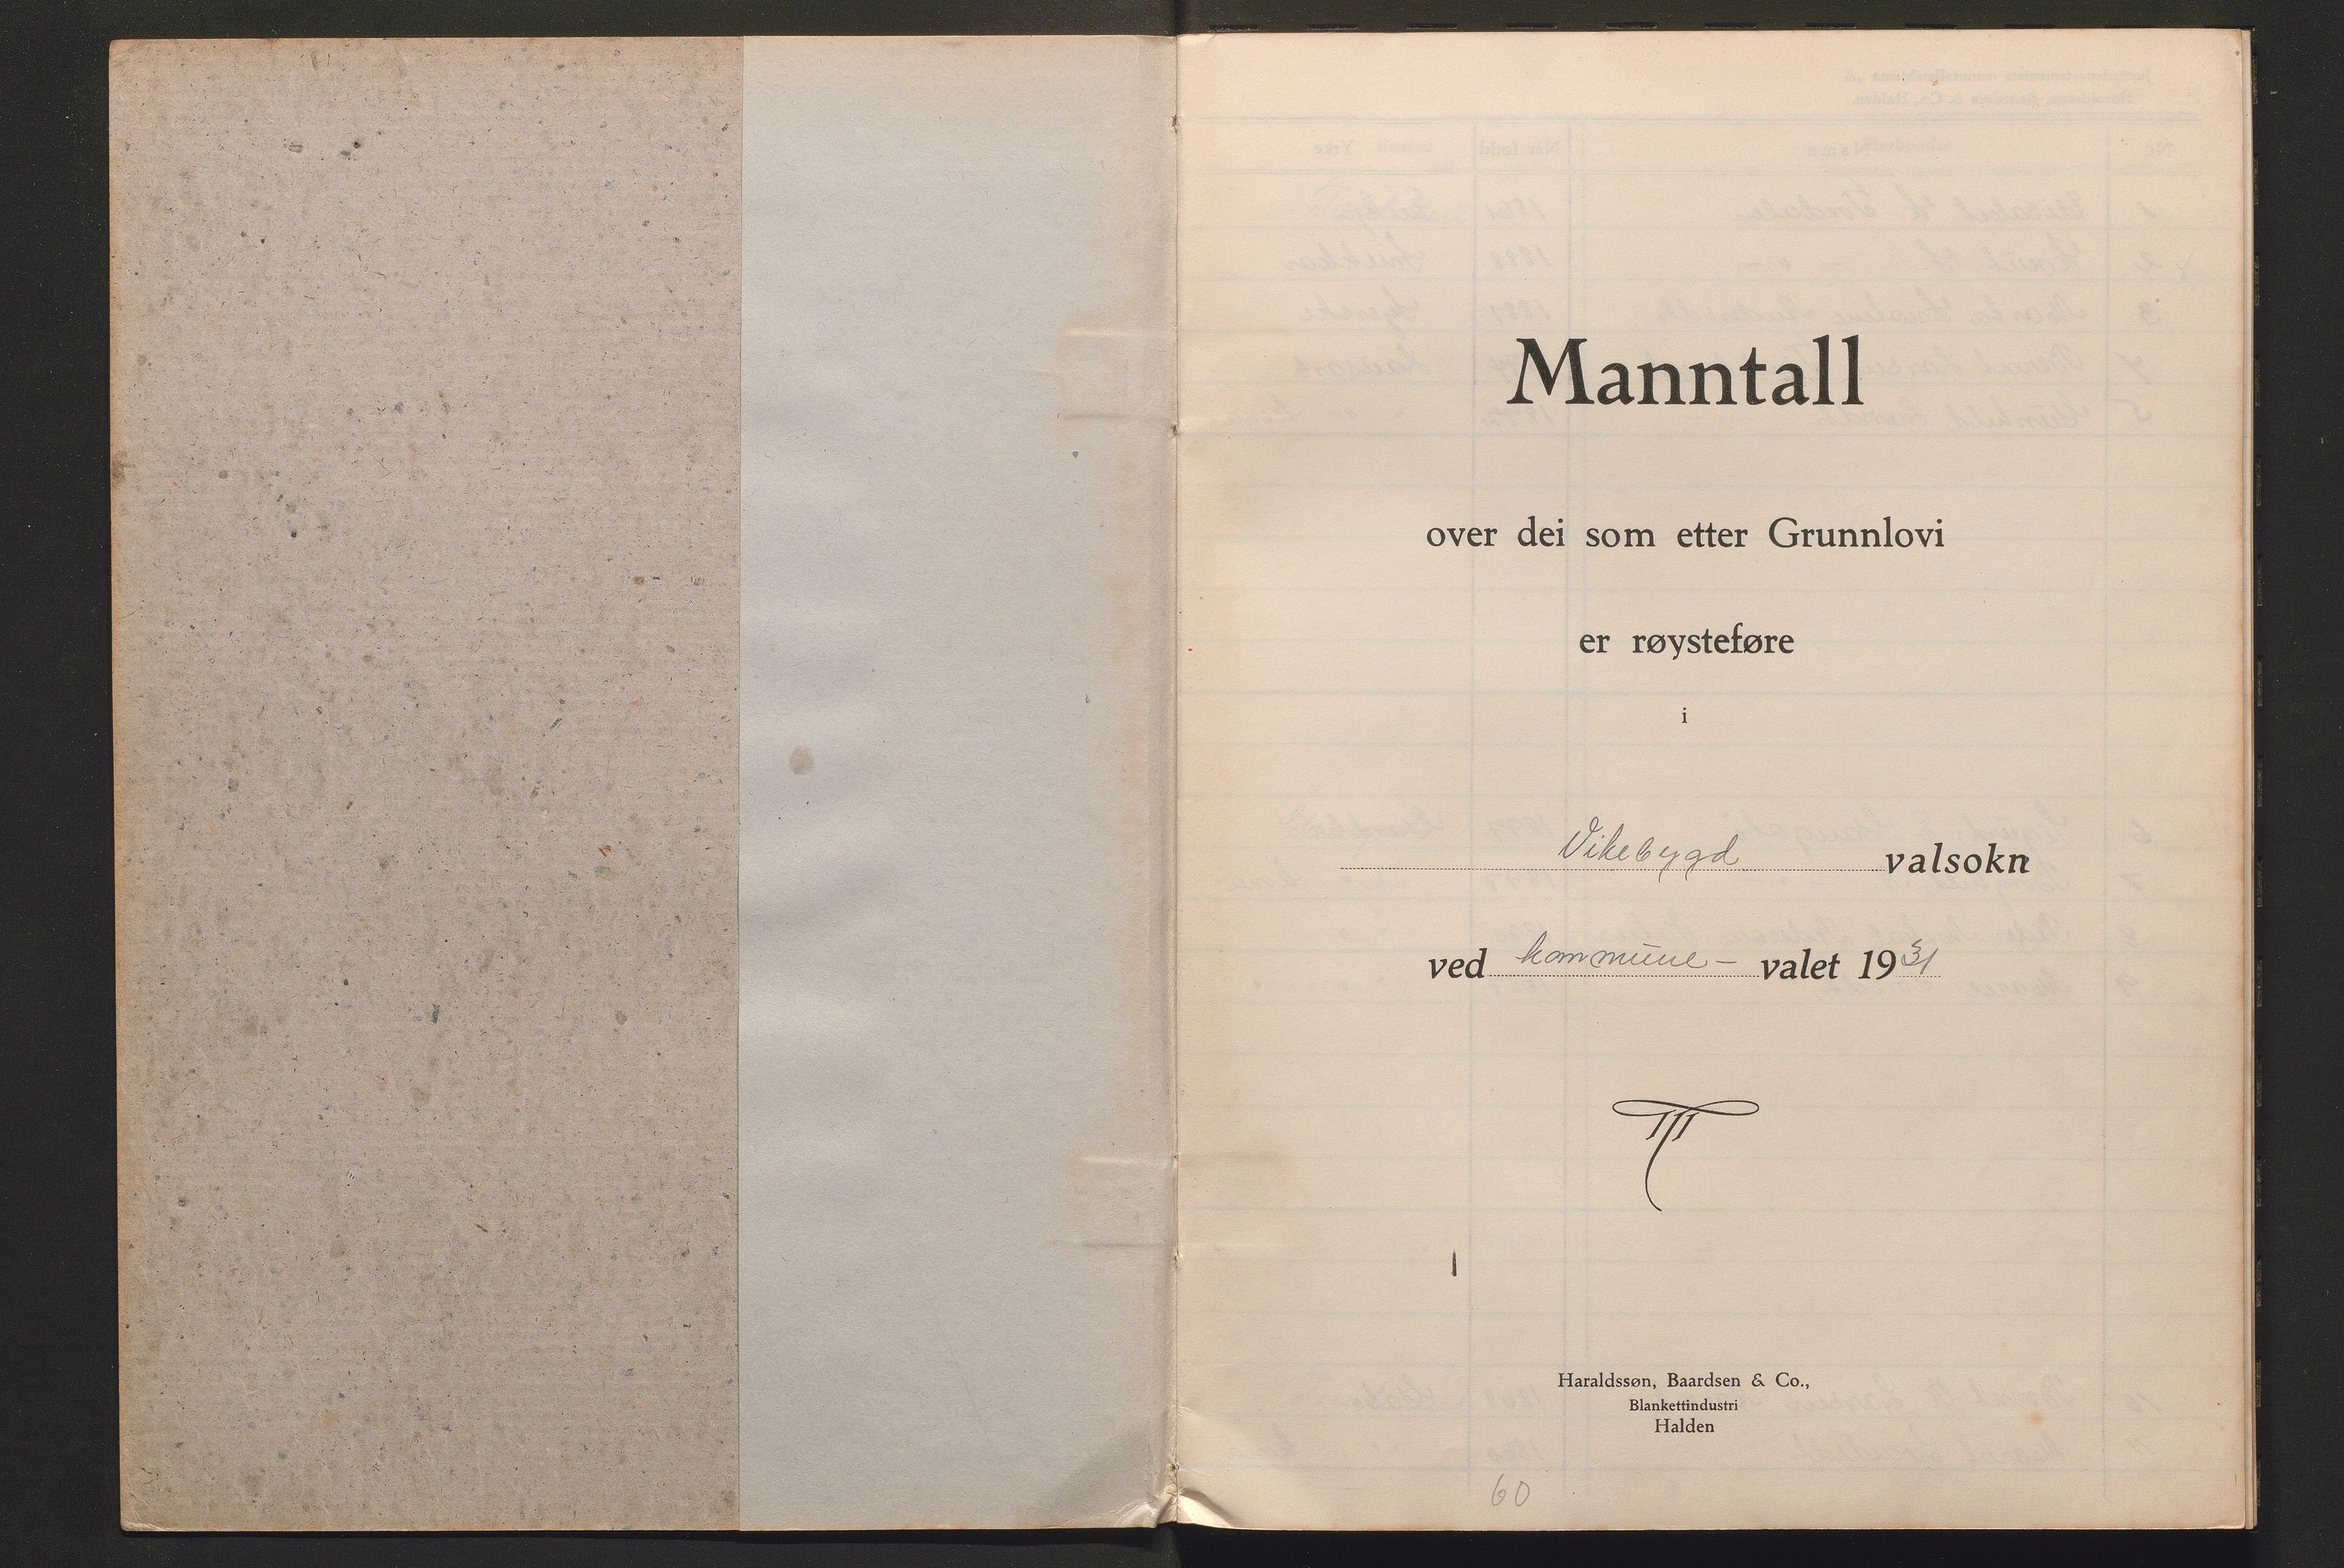 Manntall
over dei som etter Grunnlovi
er røysteføre
i
Vikebygd valsokn
ved kommune- valet 1931
Haraldssøn, Baardsen & Co.,
Blankettindustri
Halden
60